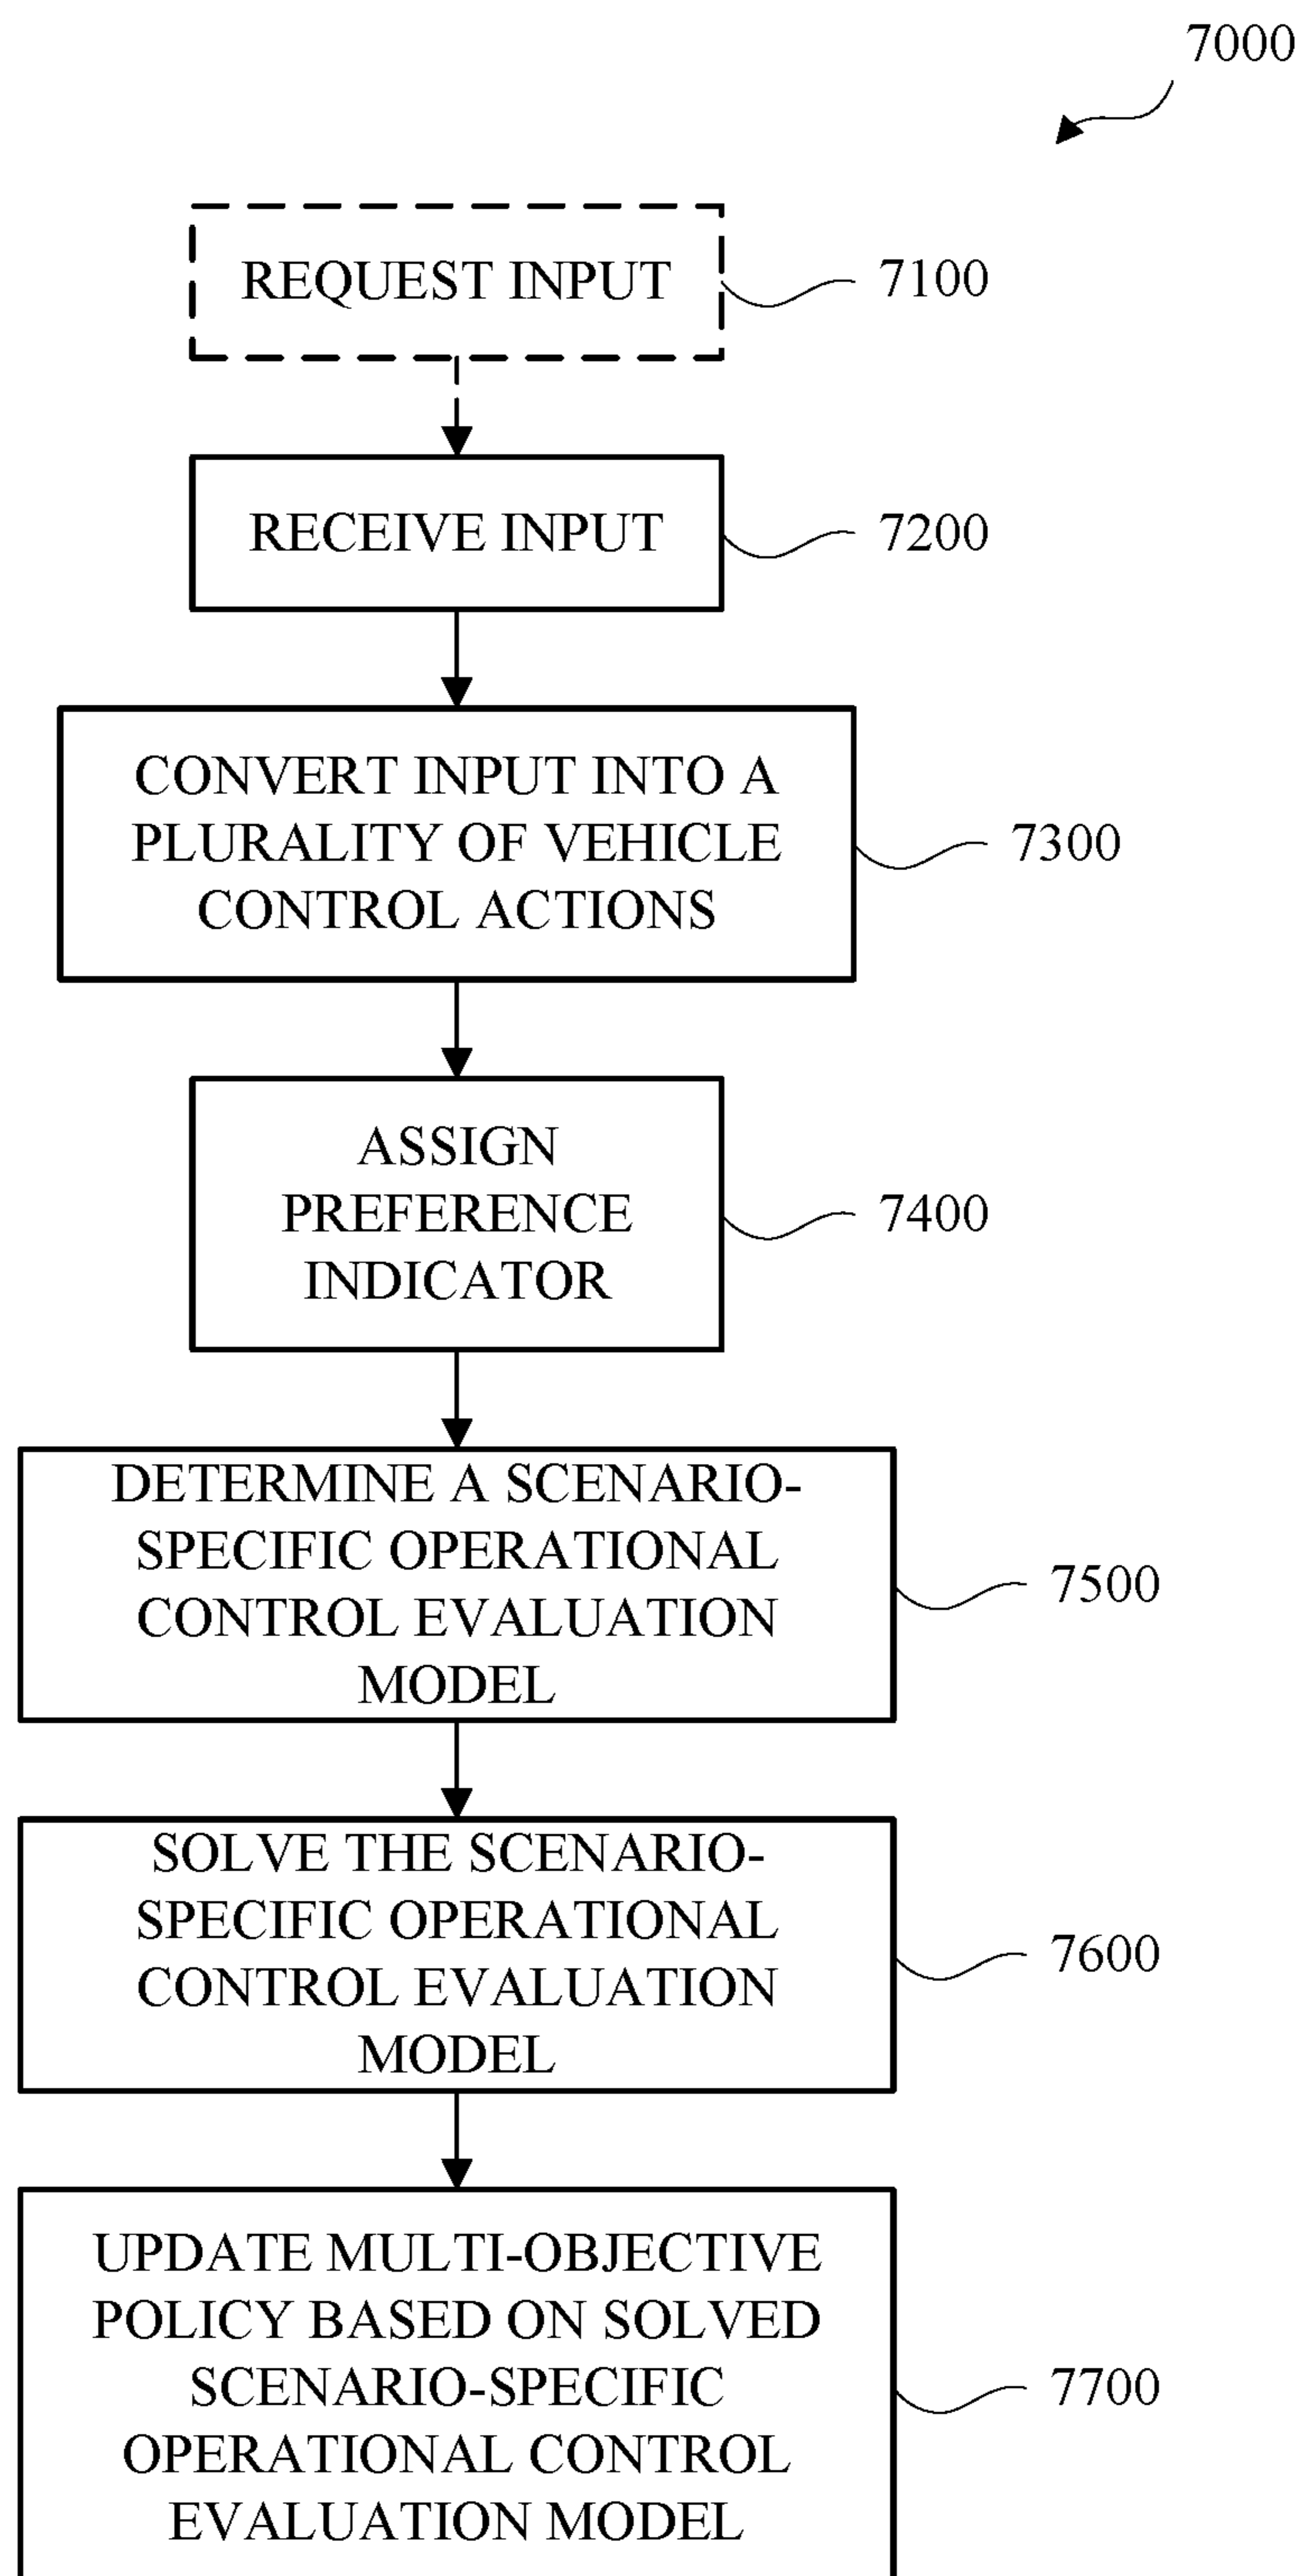 7000
REQUEST INPUT
7100
RECEIVE INPUT
7200
CONVERT INPUT INTO A
PLURALITY OF VEHICLE
CONTROL ACTIONS
7300
ASSIGN
PREFERENCE
INDICATOR
7400
DETERMINE A SCENARIO-
SPECIFIC OPERATIONAL
CONTROL EVALUATION
MODEL
7500
SOLVE THE SCENARIO-
SPECIFIC OPERATIONAL
CONTROL EVALUATION
MODEL
7600
UPDATE MULTI-OBJECTIVE
POLICY BASED ON SOLVED
SCENARIO-SPECIFIC
OPERATIONAL CONTROL
EVALUATION MODEL
7700